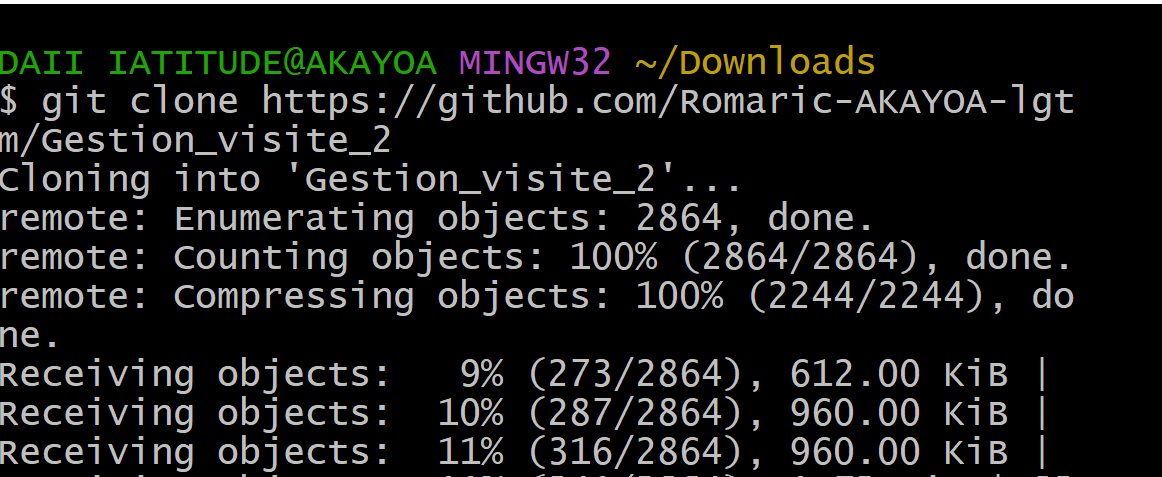 DAII IATITUDE@AKAYOA MINGW32 ~/Downloads
$ git clone https://github.com/Romaric-AKAYOA-lgt
m/Gestion_visite_2
Cloning into 'Gestion_visite_2'...
remote: Enumerating objects: 2864, done.
remote: Counting objects: 100% (2864/2864), done.
remote: Compressing objects: 100% (2244/2244), do
ne.
Receiving objects:   9% (273/2864), 612.00 KiB |
Receiving objects:  10% (287/2864), 960.00 KiB |
Receiving objects:  11% (316/2864), 960.00 KiB |